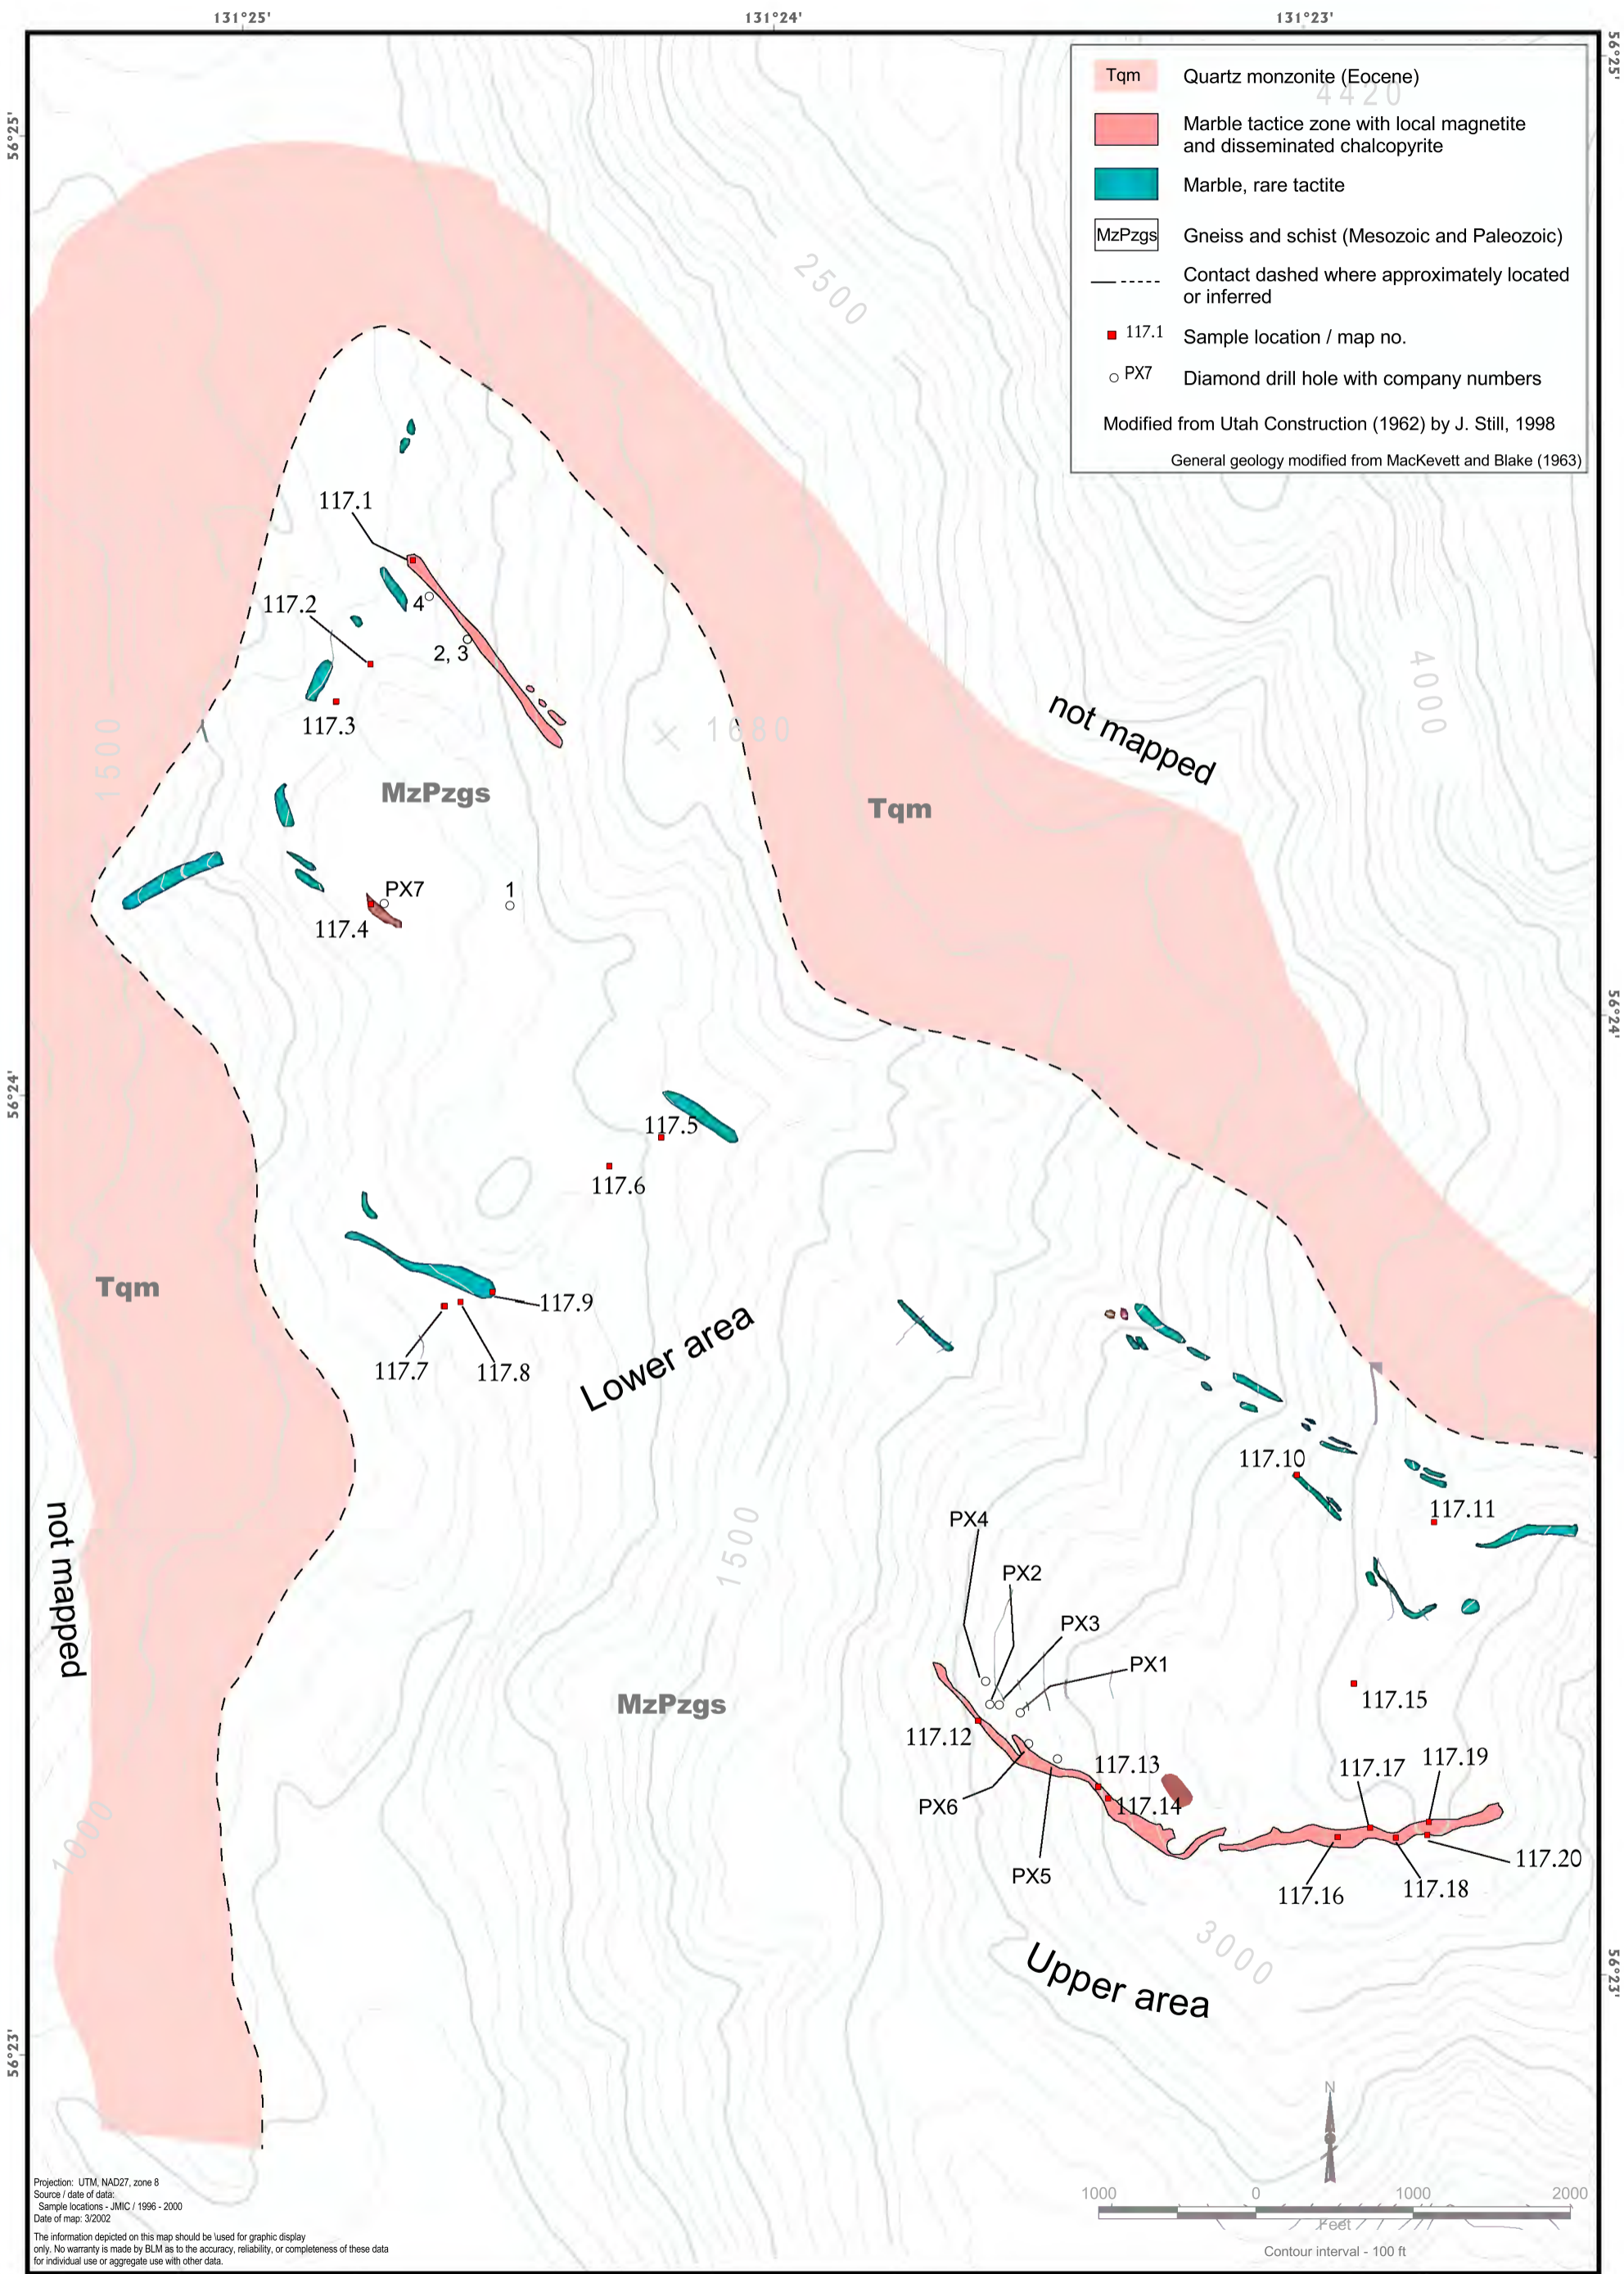 131°25'
131°24'
131°23'
56°25'
56°25'
Tqm
Quartz monzonite (Eocene)
4420
Marble tactice zone with local magnetite
and disseminated chalcopyrite
Marble, rare tactite
MzPzgs
Gneiss and schist (Mesozoic and Paleozoic)
Contact dashed where approximately located
or inferred
117.1
Sample location / map no.
PX7
Diamond drill hole with company numbers
Modified from Utah Construction (1962) by J. Still, 1998
General geology modified from MacKevett and Blake (1963)
2500
117.1
117.2
4
2, 3
4000
117.3
1500
1680
not mapped
MzPzgs
Tqm
PX7
1
117.4
56°24'
56°24'
117.5
117.6
Tqm
117.9
117.7
117.8
Lower area
117.10
117.11
not mapped
1500
PX4
PX2
PX3
PX1
MzPzgs
117.15
117.12
117.13
117.17
117.19
PX6
117.14
1000
PX5
117.16
117.18
117.20
3000
Upper area
56°23'
56°23'
N
Projection: UTM, NAD27, zone 8
Source / date of data:
Sample locations - JMIC / 1996 - 2000
Date of map: 3/2002
The information depicted on this map should be \used for graphic display
only. No warranty is made by BLM as to the accuracy, reliability, or completeness of these data
for individual use or aggregate use with other data.
1000
0
1000
2000
Feet
Contour interval - 100 ft